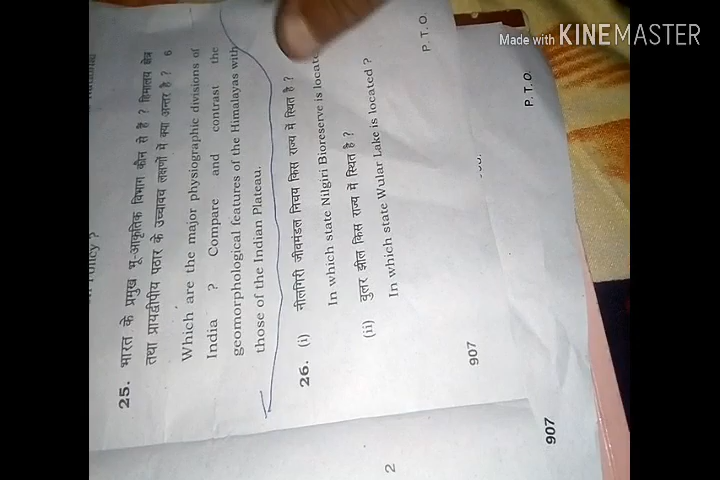 Made with KINEMASTER
Policy ?
25. भारत के प्रमुख भू-आकृतिक विभाग कौन से है ? हिमालय क्षेत्र
तथा प्रायद्वीपीय पठार के उच्चावच लक्षणों में क्या अन्तर है ? 6
Which are the major physiographic divisions of
India ? Compare and contrast the
geomorphological features of the Himalayas with
those of the Indian Plateau.
26. (i) नीलगिरी जीवमंडल निचय किस राज्य में स्थित है ?
In which state Nilgiri Bioreserve is
(ii) वुलर झील किस राज्य में स्थित है ?
In which state Wular Lake is located ?
907
P. T. O.
2
907
P. T. O.